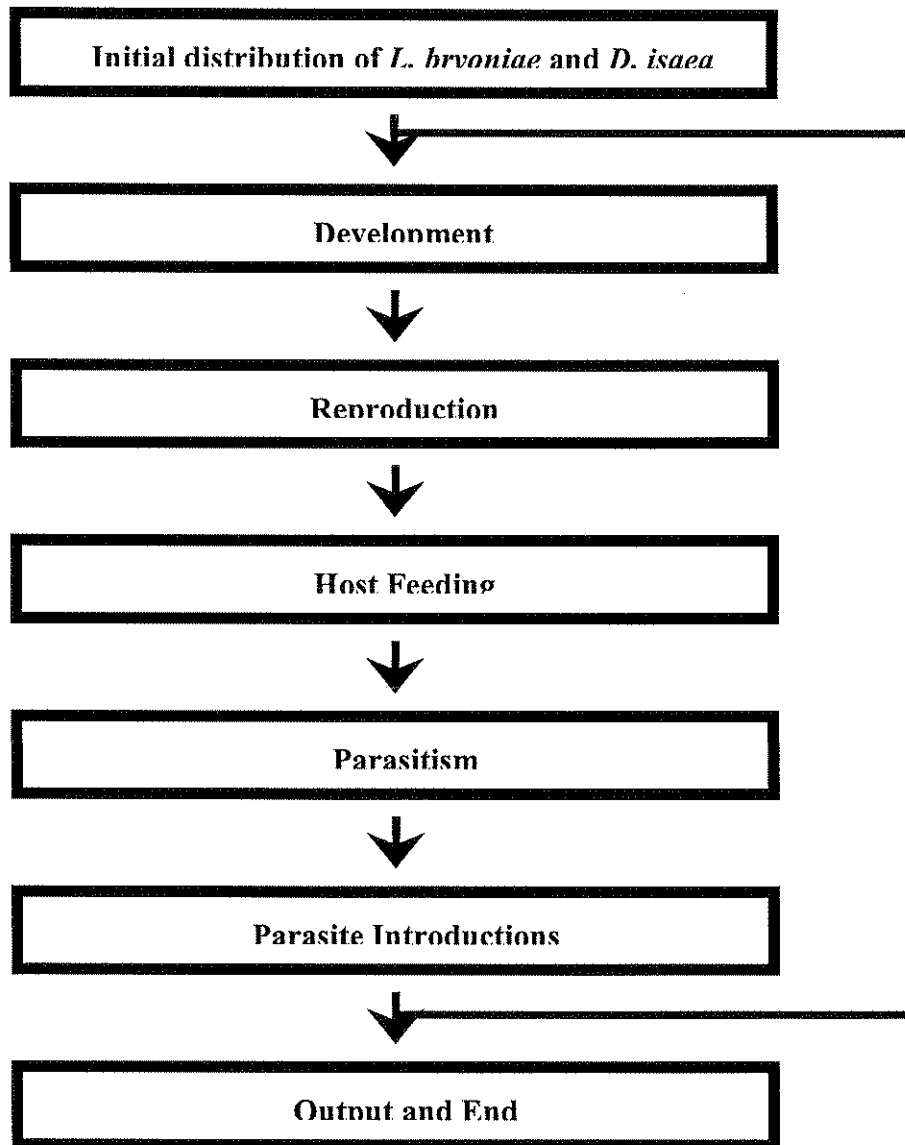 Initial distribution of L. bryoniae and D. isaea
Development
Reproduction
Host Feeding
Parasitism
Parasite Introductions
Output and End